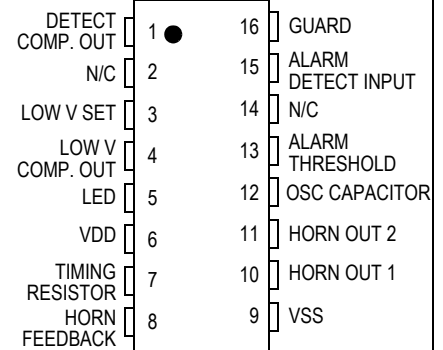 DETECT
COMP. OUT 1 16 GUARD
N/C 2 15 ALARM
DETECT INPUT
LOW V SET 3 14 N/C
LOW V
COMP. OUT 4 13 ALARM
THRESHOLD
LED 5 12 OSC CAPACITOR
VDD 6 11 HORN OUT 2
TIMING
RESISTOR 7 10 HORN OUT 1
HORN
FEEDBACK 8 9 VSS